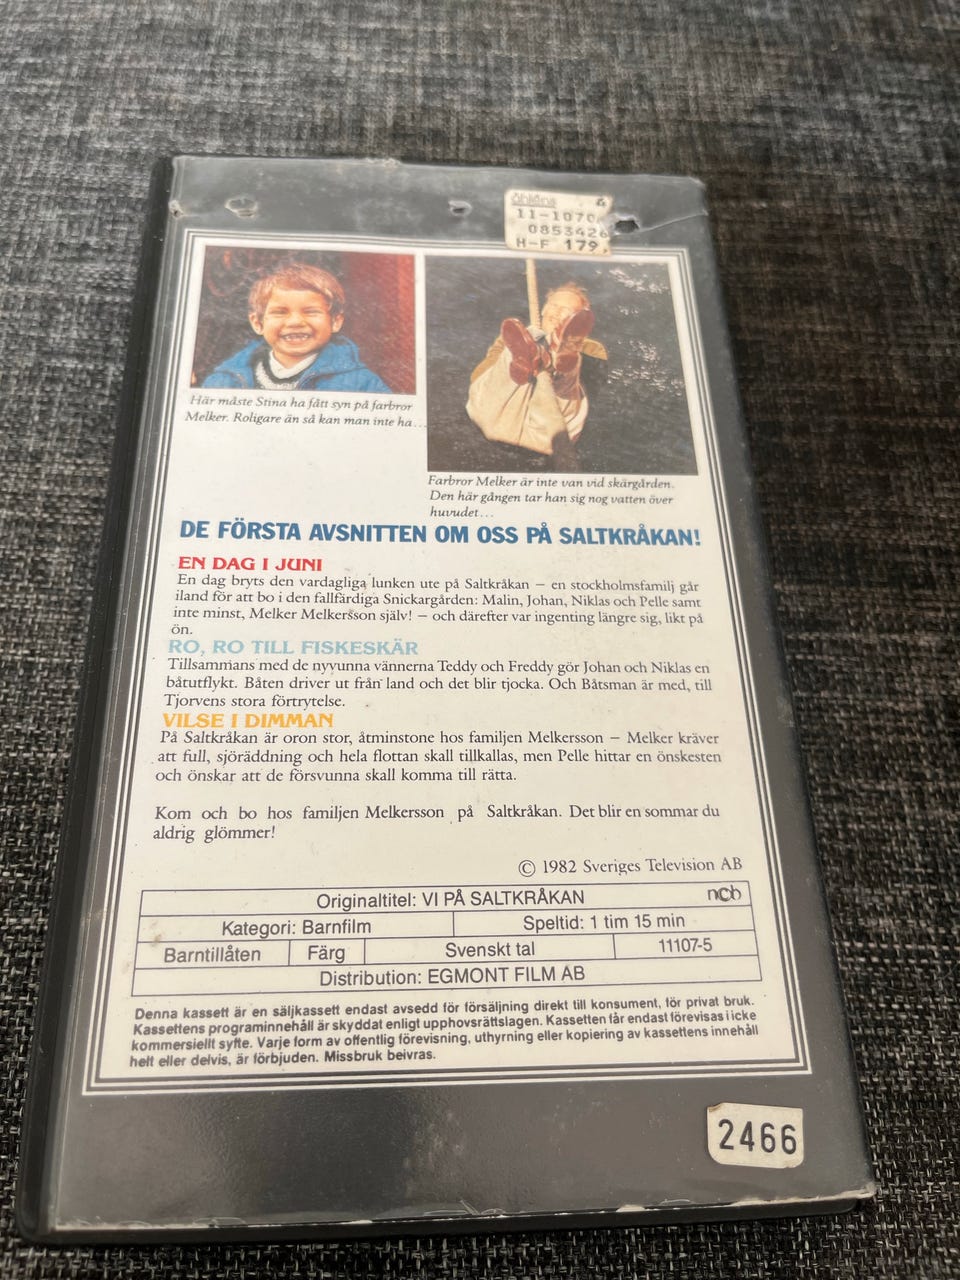 Åhléns 6
11-1070
0853426
H-F 179,
Här måste Stina ha fått syn på farbror
Melker. Roligare än så kan man inte ha...
Farbror Melker är inte van vid skärgården.
Den här gången tar han sig nog vatten över
huvudet...
DE FÖRSTA AVSNITTEN OM OSS PÅ SALTKRÅKAN!
EN DAG I JUNI
En dag bryts den vardagliga lunken ute på Saltkråkan – en stockholmsfamilj går
iland för att bo i den fallfärdiga Snickargården: Malin, Johan, Niklas och Pelle samt
inte minst, Melker Melkersson själv! – och därefter var ingenting längre sig, likt på
ön.
RO, RO TILL FISKESKÄR
Tillsammans med de nyvunna vännerna Teddy och Freddy gör Johan och Niklas en
båtutflykt. Båten driver ut från land och det blir tjocka. Och Båtsman är med, till
Tjorvens stora förtrytelse.
VILSE I DIMMAN
På Saltkråkan är oron stor, åtminstone hos familjen Melkersson – Melker kräver
att full, sjöräddning och hela flottan skall tillkallas, men Pelle hittar en önskesten
och önskar att de försvunna skall komma till rätta.
Kom och bo hos familjen Melkersson på Saltkråkan. Det blir en sommar du
aldrig glömmer!
© 1982 Sveriges Television AB
Originaltitel: VI PÅ SALTKRÅKAN ncb
Kategori: Barnfilm Speltid: 1 tim 15 min
Barntillåten Färg Svenskt tal 11107-5
Distribution: EGMONT FILM AB
Denna kassett är en säljkassett endast avsedd för försäljning direkt till konsument, för privat bruk.
Kassettens programinnehåll är skyddat enligt upphovsrättslagen. Kassetten får endast förevisas i icke
kommersiellt syfte. Varje form av offentlig förevisning, uthyrning eller kopiering av kassettens innehåll
helt eller delvis, är förbjuden. Missbruk beivras.
2466